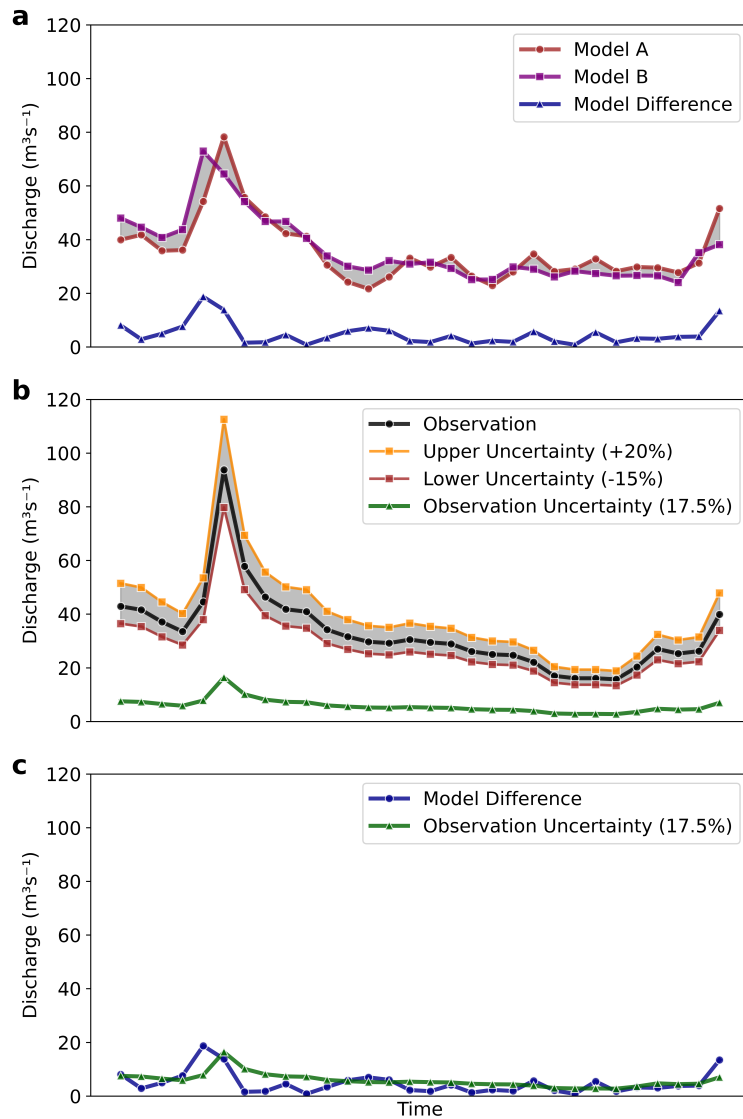 a
120
100
80
60
40
20
0
Discharge (m³s⁻¹)
Model A
Model B
Model Difference
b
120
100
80
60
40
20
0
Discharge (m³s⁻¹)
Observation
Upper Uncertainty (+20%)
Lower Uncertainty (-15%)
Observation Uncertainty (17.5%)
c
120
100
80
60
40
20
0
Discharge (m³s⁻¹)
Model Difference
Observation Uncertainty (17.5%)
Time